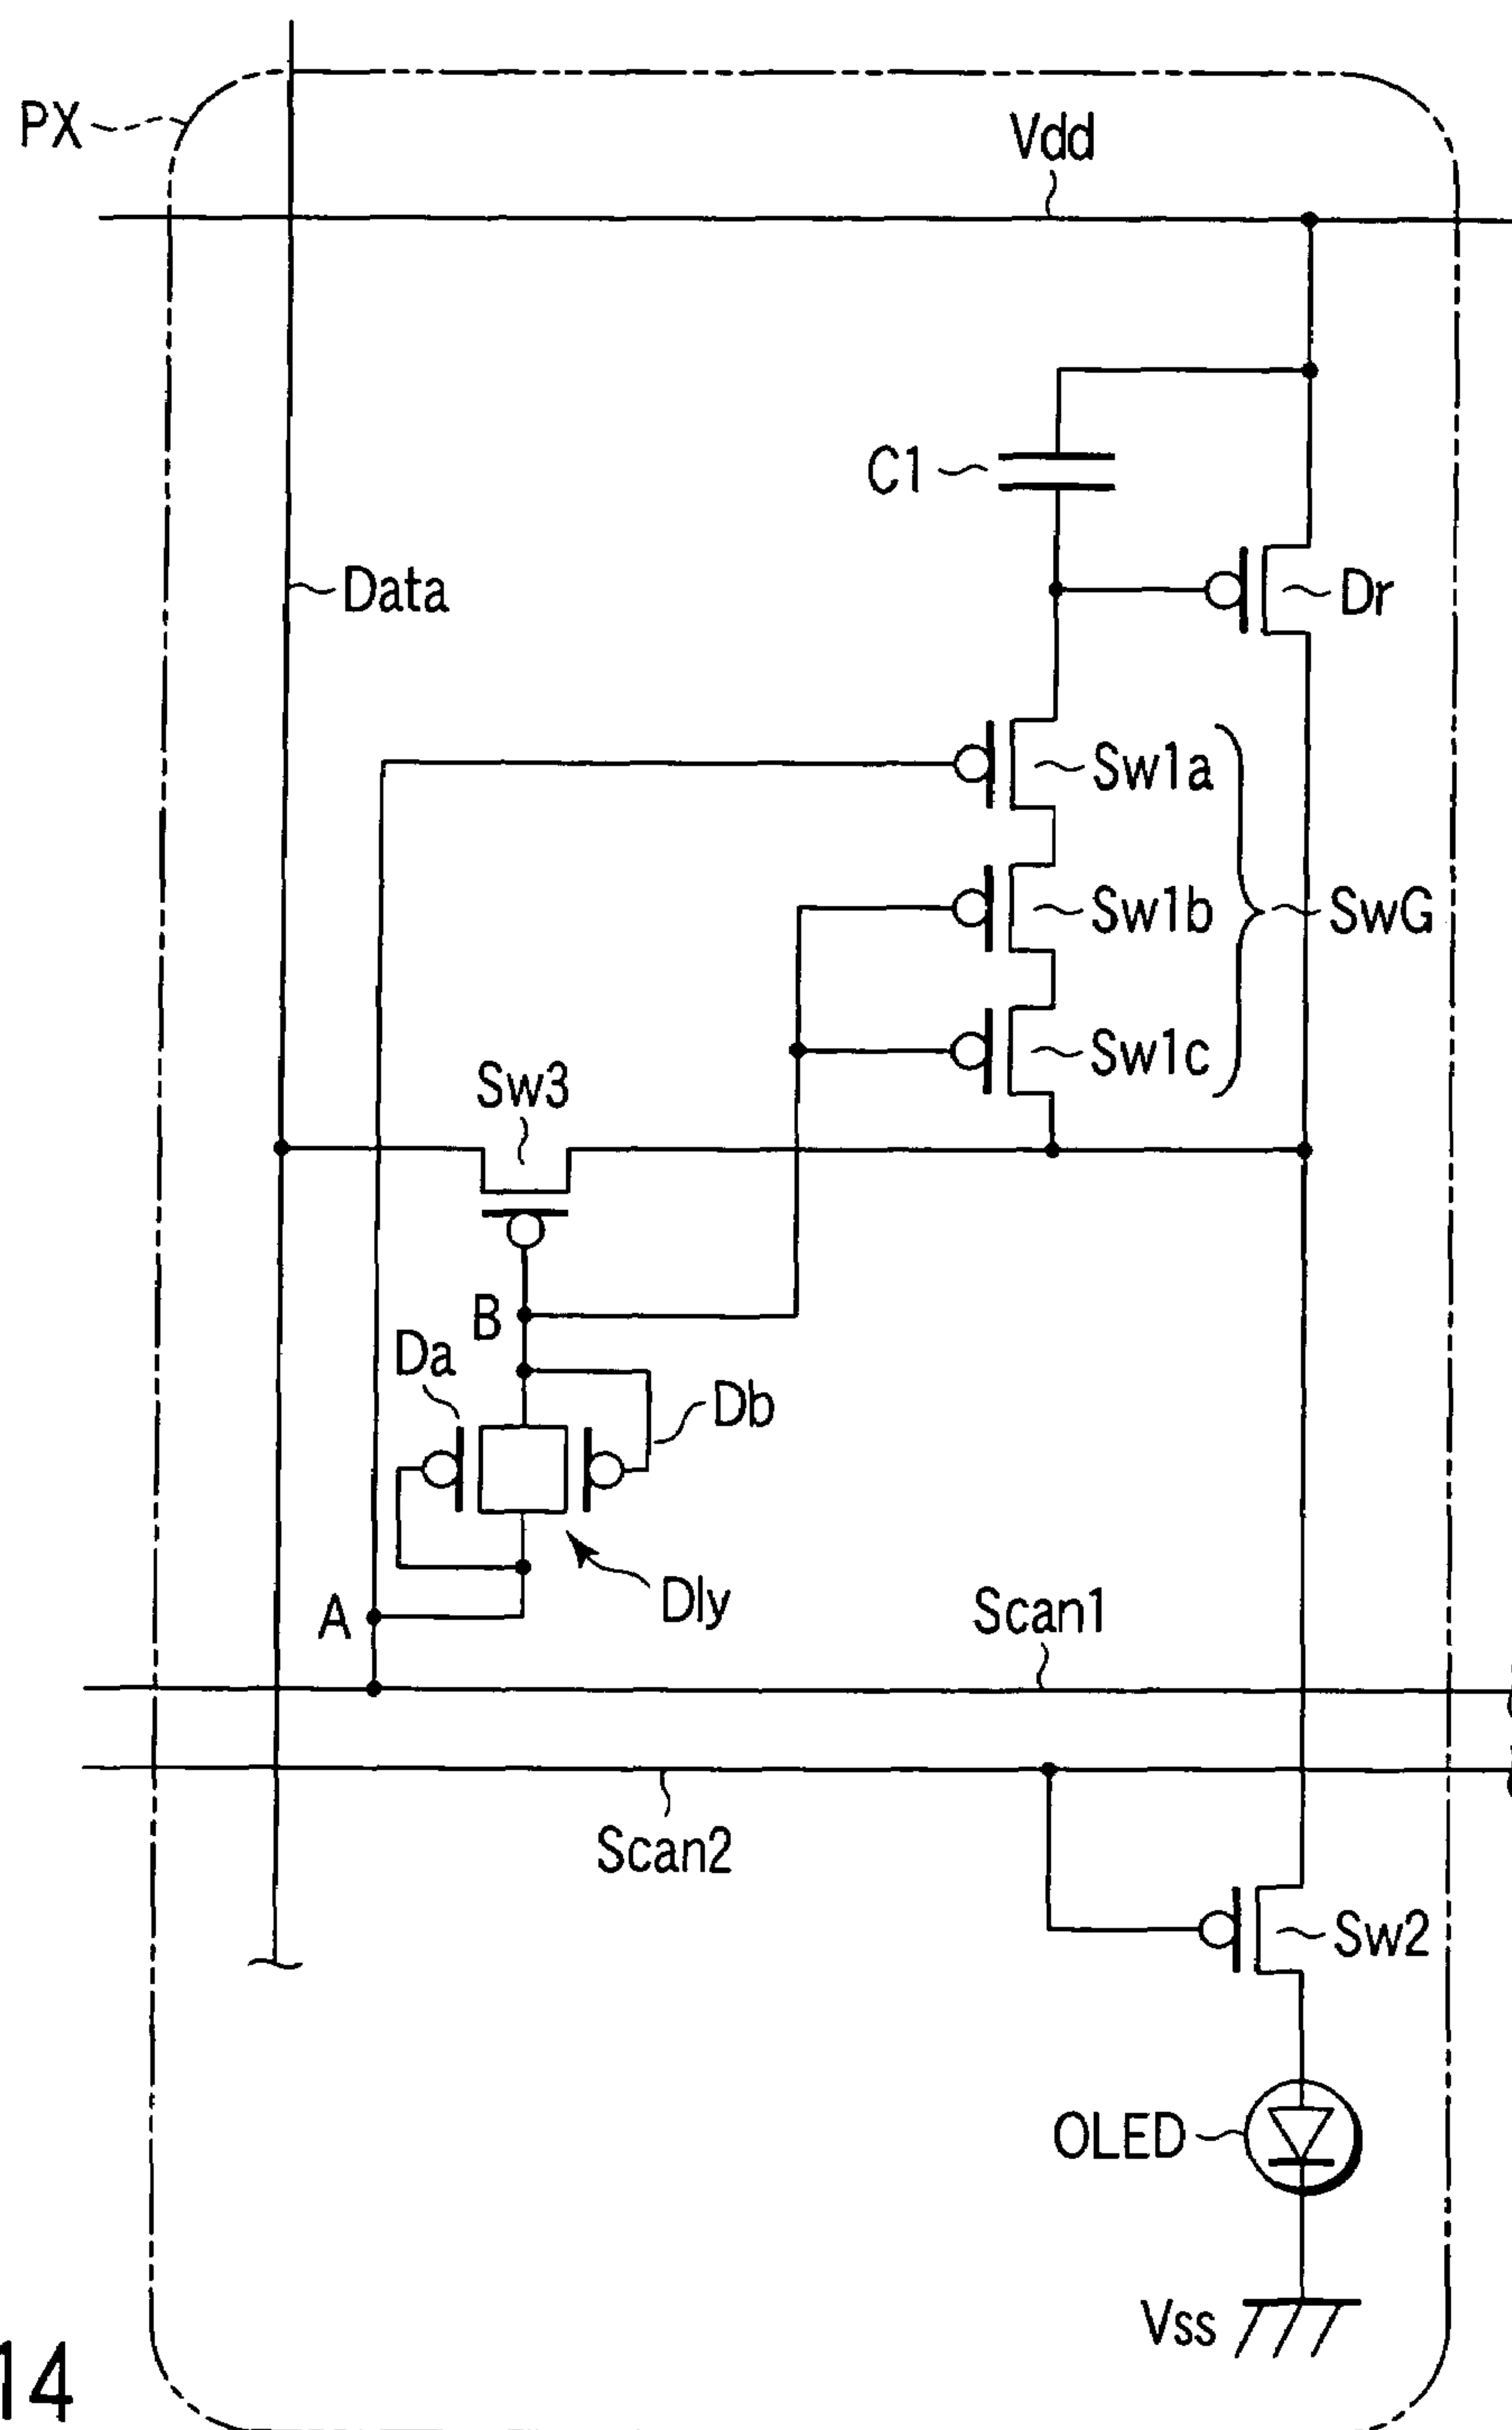 PX
Vdd
C1
Data
Dr
Sw1a
Sw1b
SwG
Sw1c
Sw3
B
Da
Db
Dly
A
Scan1
Scan2
Sw2
OLED
Vss
14